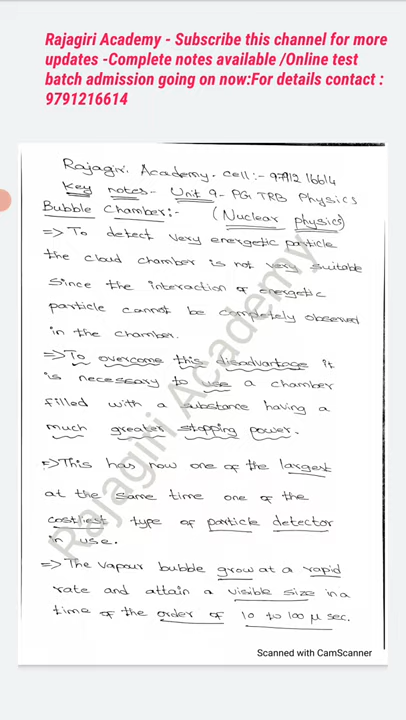 Rajagiri Academy - Subscribe this channel for more
updates -Complete notes available /Online test
batch admission going on now:For details contact :
9791216614
Rajagiri Academy - cell:- 97912 16614
Key notes - Unit 9 - PG TRB Physics
Bubble Chamber:- (Nuclear physics)
=> To detect very energetic particle
the cloud chamber is not very suitable
Since the interaction of energetic
particle cannot be completely observed
in the chamber.
=> To overcome this disadvantage it
is necessary to use a chamber
filled with a substance having a
much greater stopping power.
=> This has now one of the largest
at the same time one of the
costliest type of particle detector
in use.
=> The vapour bubble grow at a rapid
rate and attain a visible size in a
time of the order of 10 to 100 μ sec.
Rajagiri Academy
Scanned with CamScanner